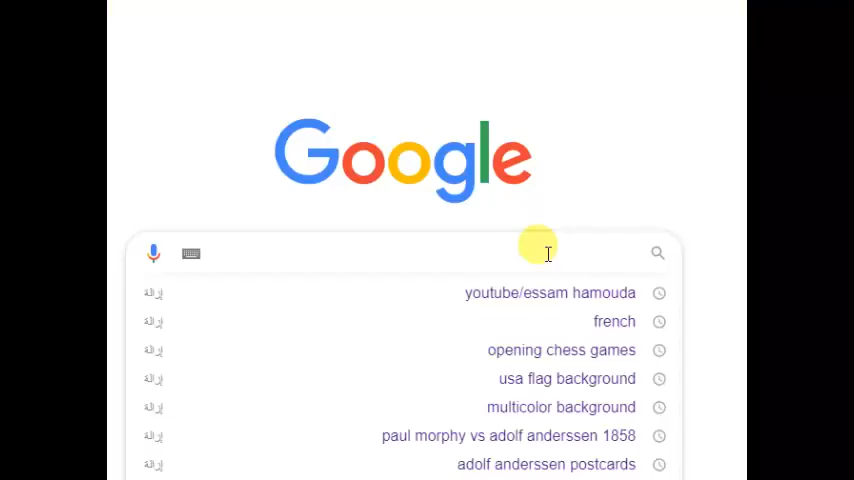 Google
youtube/essam hamouda
إزالة
french
إزالة
opening chess games
إزالة
usa flag background
إزالة
multicolor background
إزالة
paul morphy vs adolf anderssen 1858
إزالة
adolf anderssen postcards
إزالة